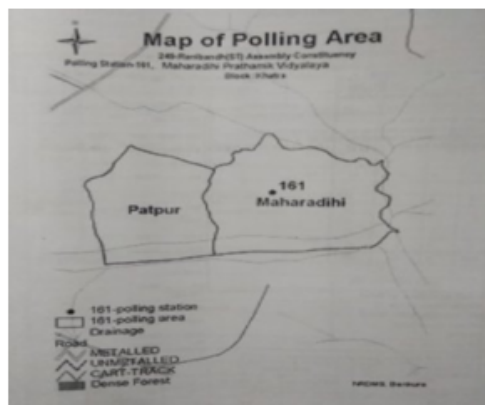 Map of Polling Area
249-Ranibandh(ST) Assembly Constituency
Polling Station-161, Maharadihi Prathamik Vidyalaya
Block: Khatra
161
Maharadihi
Patpur
161-polling station
161-polling area
Drainage
Road
METALLED
UNMETALLED
CART-TRACK
Dense Forest
NRDMS Bankura